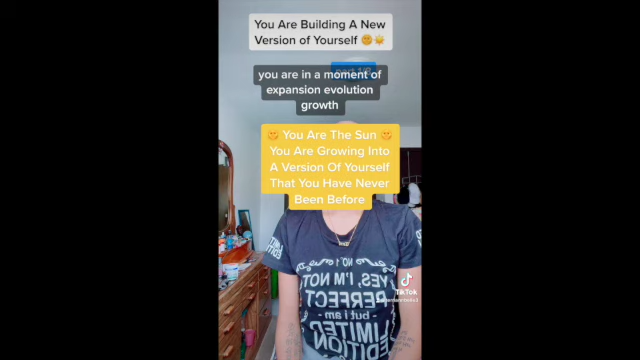 You Are Building A New
Version of Yourself 🌞☀️
you are in a moment of
expansion evolution
growth
🌞 You Are The Sun 🌞
You Are Growing Into
A Version Of Yourself
That You Have Never
Been Before
YES, I'M NOT
PERFECT
- but i am -
LIMITED
EDITION
TikTok